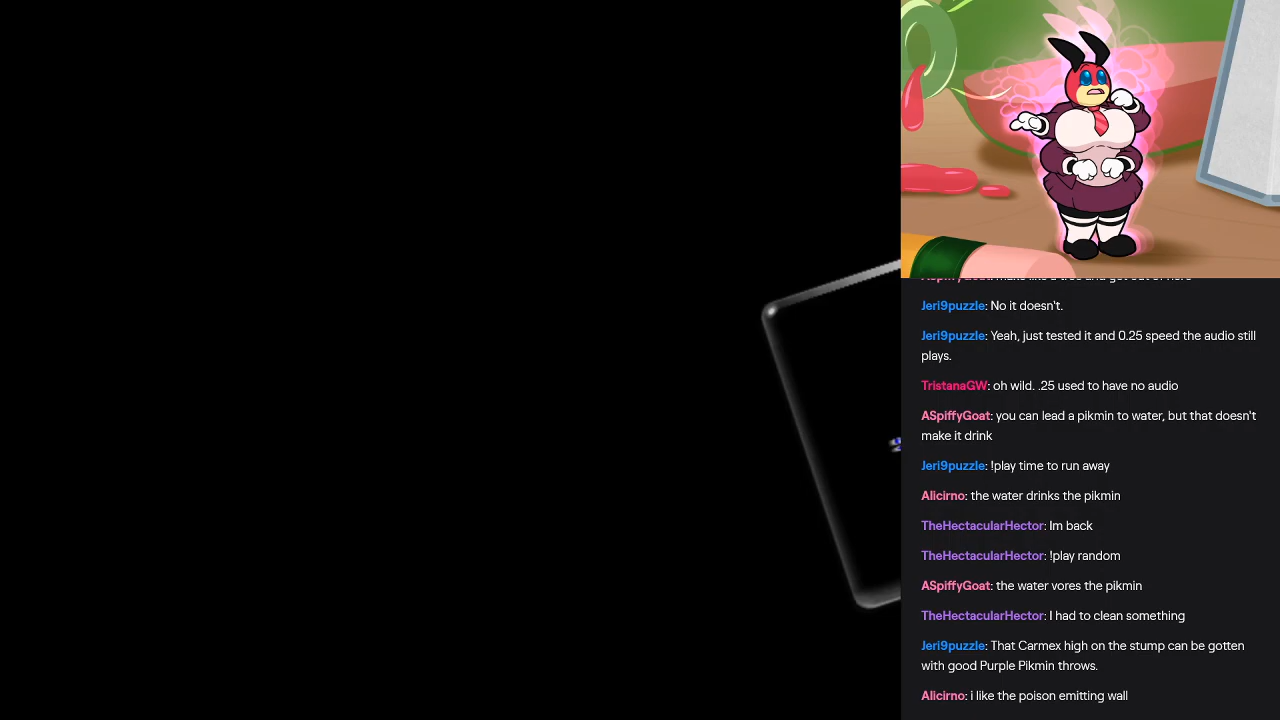 Jeri9puzzle: No it doesn't.
Jeri9puzzle: Yeah, just tested it and 0.25 speed the audio still
plays.
TristanaGW: oh wild. .25 used to have no audio
ASpiffyGoat: you can lead a pikmin to water, but that doesn't
make it drink
Jeri9puzzle: !play time to run away
Alicirno: the water drinks the pikmin
TheHectacularHector: Im back
TheHectacularHector: !play random
ASpiffyGoat: the water vores the pikmin
TheHectacularHector: I had to clean something
Jeri9puzzle: That Carmex high on the stump can be gotten
with good Purple Pikmin throws.
Alicirno: i like the poison emitting wall